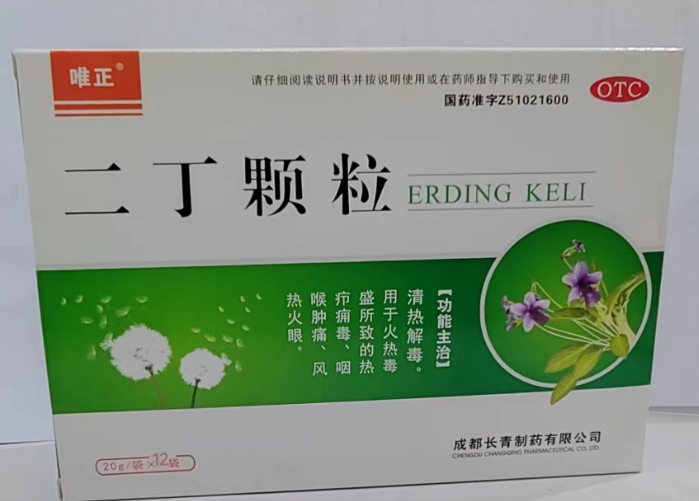 唯正®
请仔细阅读说明书并按说明使用或在药师指导下购买和使用
国药准字Z51021600
OTC
二丁颗粒
ERDING KELI
【功能主治】
清热解毒。
用于火热毒
盛所致的热
疖痈毒、咽
喉肿痛、风
热火眼。
20g/袋×12袋
成都长青制药有限公司
CHENGDU CHANGQING PHARMACEUTICAL CO.,LTD.